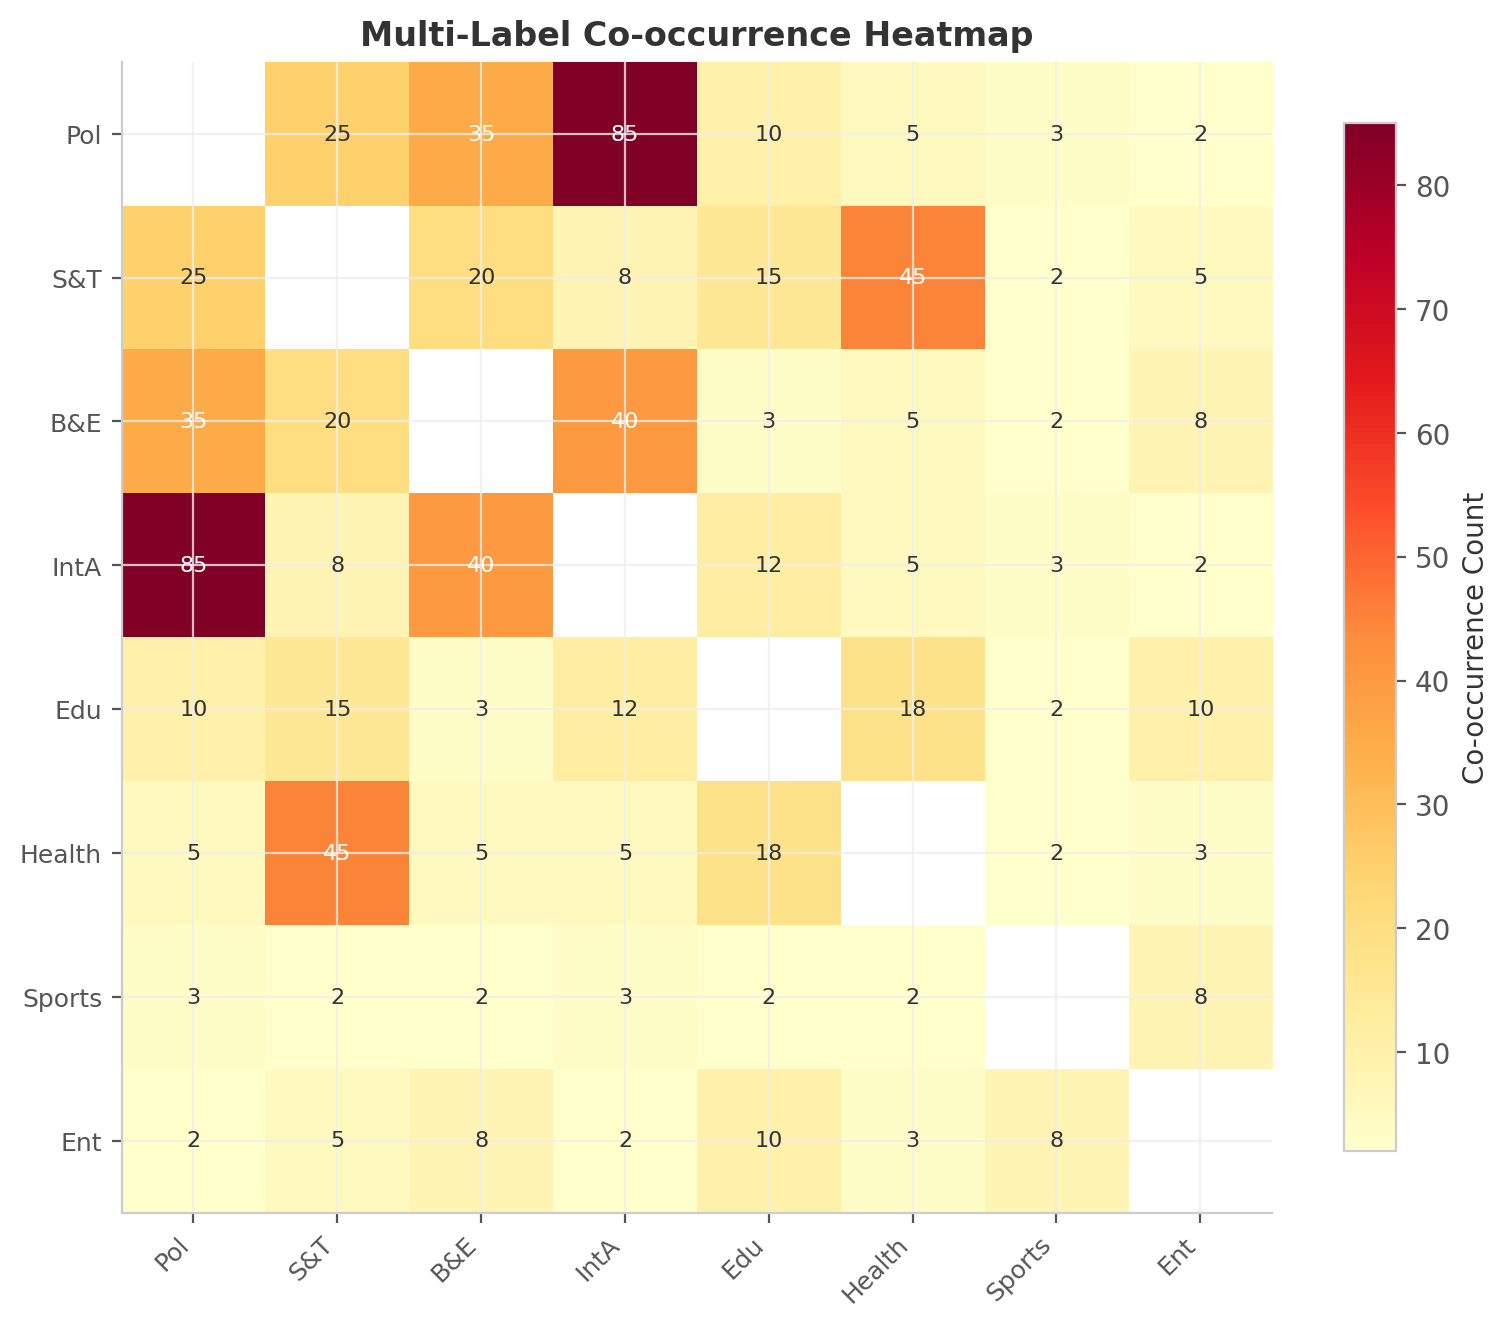 Multi-Label Co-occurrence Heatmap
Pol 25 35 85 10 5 3 2
S&T 25 20 8 15 45 2 5
B&E 35 20 40 3 5 2 8
IntA 85 8 40 12 5 3 2
Edu 10 15 3 12 18 2 10
Health 5 45 5 5 18 2 3
Sports 3 2 2 3 2 2 8
Ent 2 5 8 2 10 3 8
Pol S&T B&E IntA Edu Health Sports Ent
80
70
60
50
40
30
20
10
Co-occurrence Count